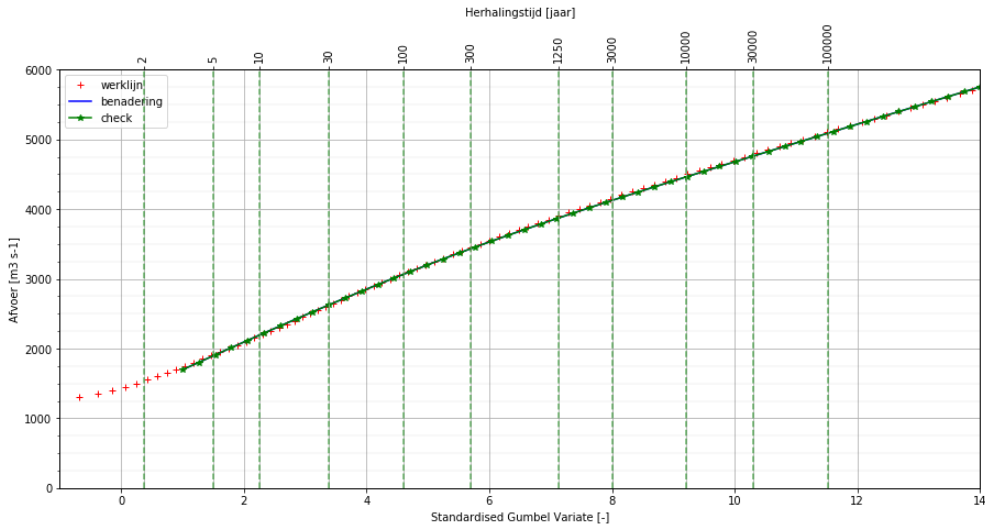 Herhalingstijd [jaar]
2 5 10 30 100 300 1250 3000 10000 30000 100000
6000
5000
4000
3000
2000
1000
0
Afvoer [m3 s-1]
werklijn
benadering
check
0 2 4 6 8 10 12 14
Standardised Gumbel Variate [-]